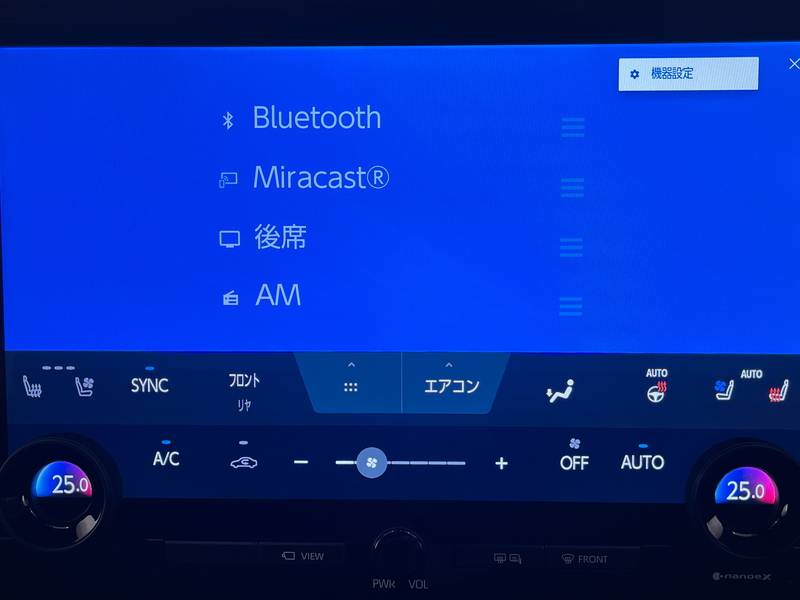 機器設定
Bluetooth
Miracast®
後席
AM
SYNC
フロント
リヤ
エアコン
AUTO
AUTO
A/C
OFF
AUTO
25.0
25.0
VIEW
FRONT
PWR VOL
nanoeX